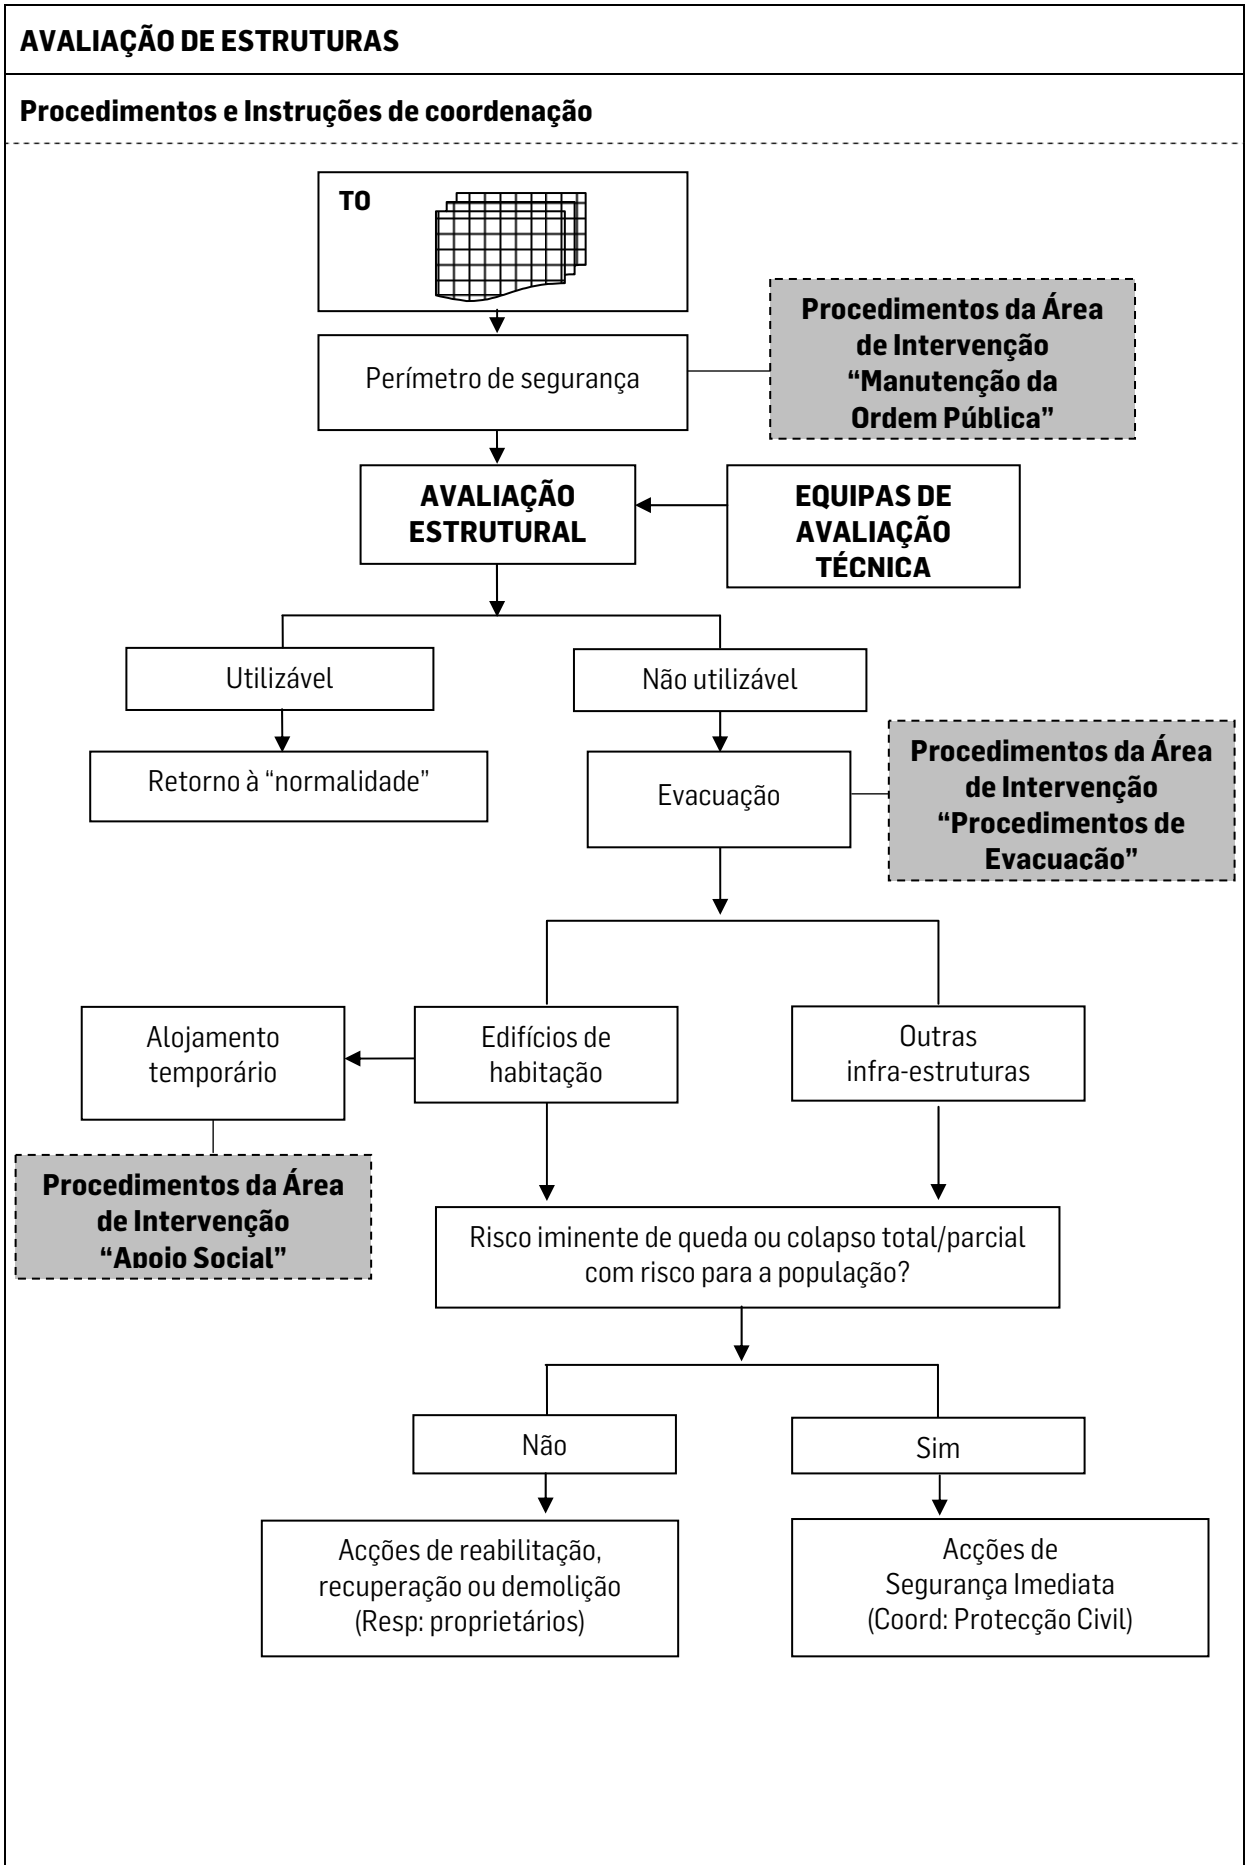 AVALIAÇÃO DE ESTRUTURAS
Procedimentos e Instruções de coordenação
TO
Procedimentos da Área
de Intervenção
“Manutenção da
Ordem Pública”
Perímetro de segurança
AVALIAÇÃO
ESTRUTURAL
EQUIPAS DE
AVALIAÇÃO
TÉCNICA
Utilizável
Não utilizável
Retorno à “normalidade”
Evacuação
Procedimentos da Área
de Intervenção
“Procedimentos de
Evacuação”
Alojamento
temporário
Edifícios de
habitação
Outras
infra-estruturas
Procedimentos da Área
de Intervenção
“Apoio Social”
Risco iminente de queda ou colapso total/parcial
com risco para a população?
Não
Sim
Acções de reabilitação,
recuperação ou demolição
(Resp: proprietários)
Acções de
Segurança Imediata
(Coord: Protecção Civil)